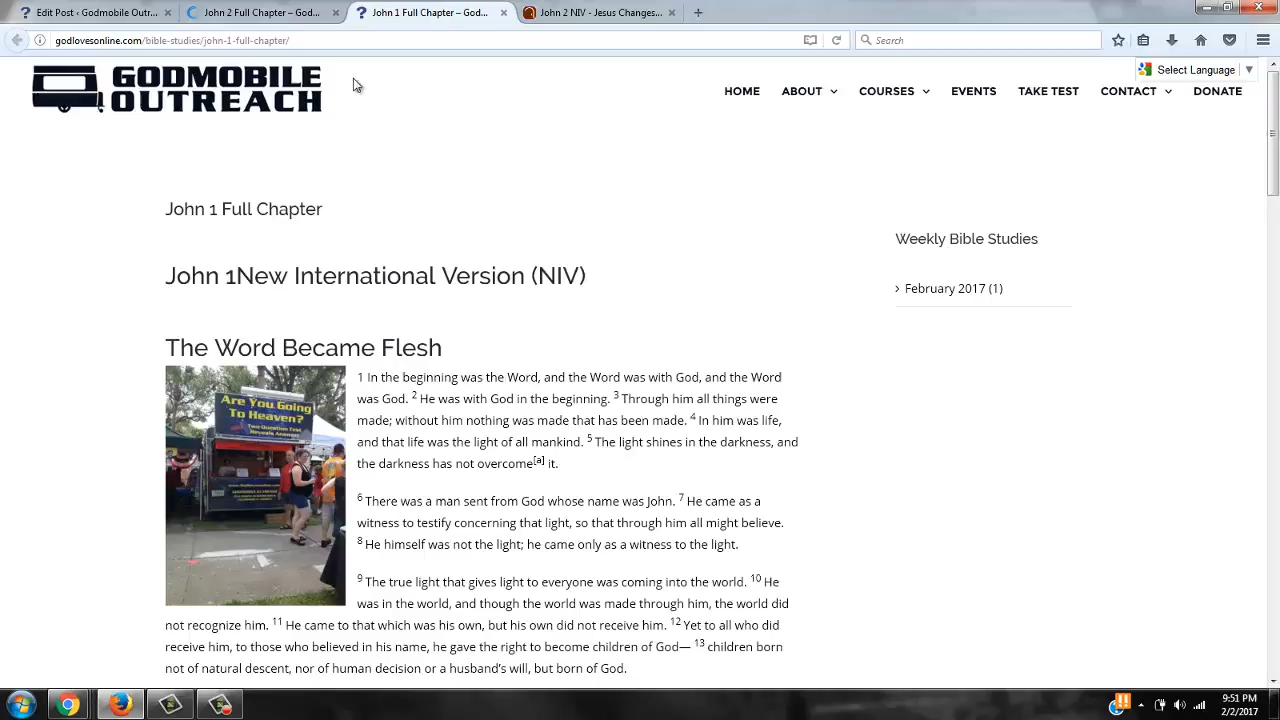 Edit Post ‹ Godmobile Out...
John 2 Full Chapter
John 1 Full Chapter – God...
John 2 NIV - Jesus Changes...
godlovesonline.com/bible-studies/john-1-full-chapter/
Search
GODMOBILE
OUTREACH
Select Language
HOME ABOUT COURSES EVENTS TAKE TEST CONTACT DONATE
John 1 Full Chapter
Weekly Bible Studies
February 2017 (1)
John 1New International Version (NIV)
The Word Became Flesh
Are You Going
To Heaven?
Two Question Test
Reveals Answer
1 In the beginning was the Word, and the Word was with God, and the Word
was God. 2 He was with God in the beginning. 3 Through him all things were
made; without him nothing was made that has been made. 4 In him was life,
and that life was the light of all mankind. 5 The light shines in the darkness, and
the darkness has not overcome[a] it.
6 There was a man sent from God whose name was John. 7 He came as a
witness to testify concerning that light, so that through him all might believe.
8 He himself was not the light; he came only as a witness to the light.
9 The true light that gives light to everyone was coming into the world. 10 He
was in the world, and though the world was made through him, the world did
not recognize him. 11 He came to that which was his own, but his own did not receive him. 12 Yet to all who did
receive him, to those who believed in his name, he gave the right to become children of God— 13 children born
not of natural descent, nor of human decision or a husband's will, but born of God.
9:51 PM
2/2/2017